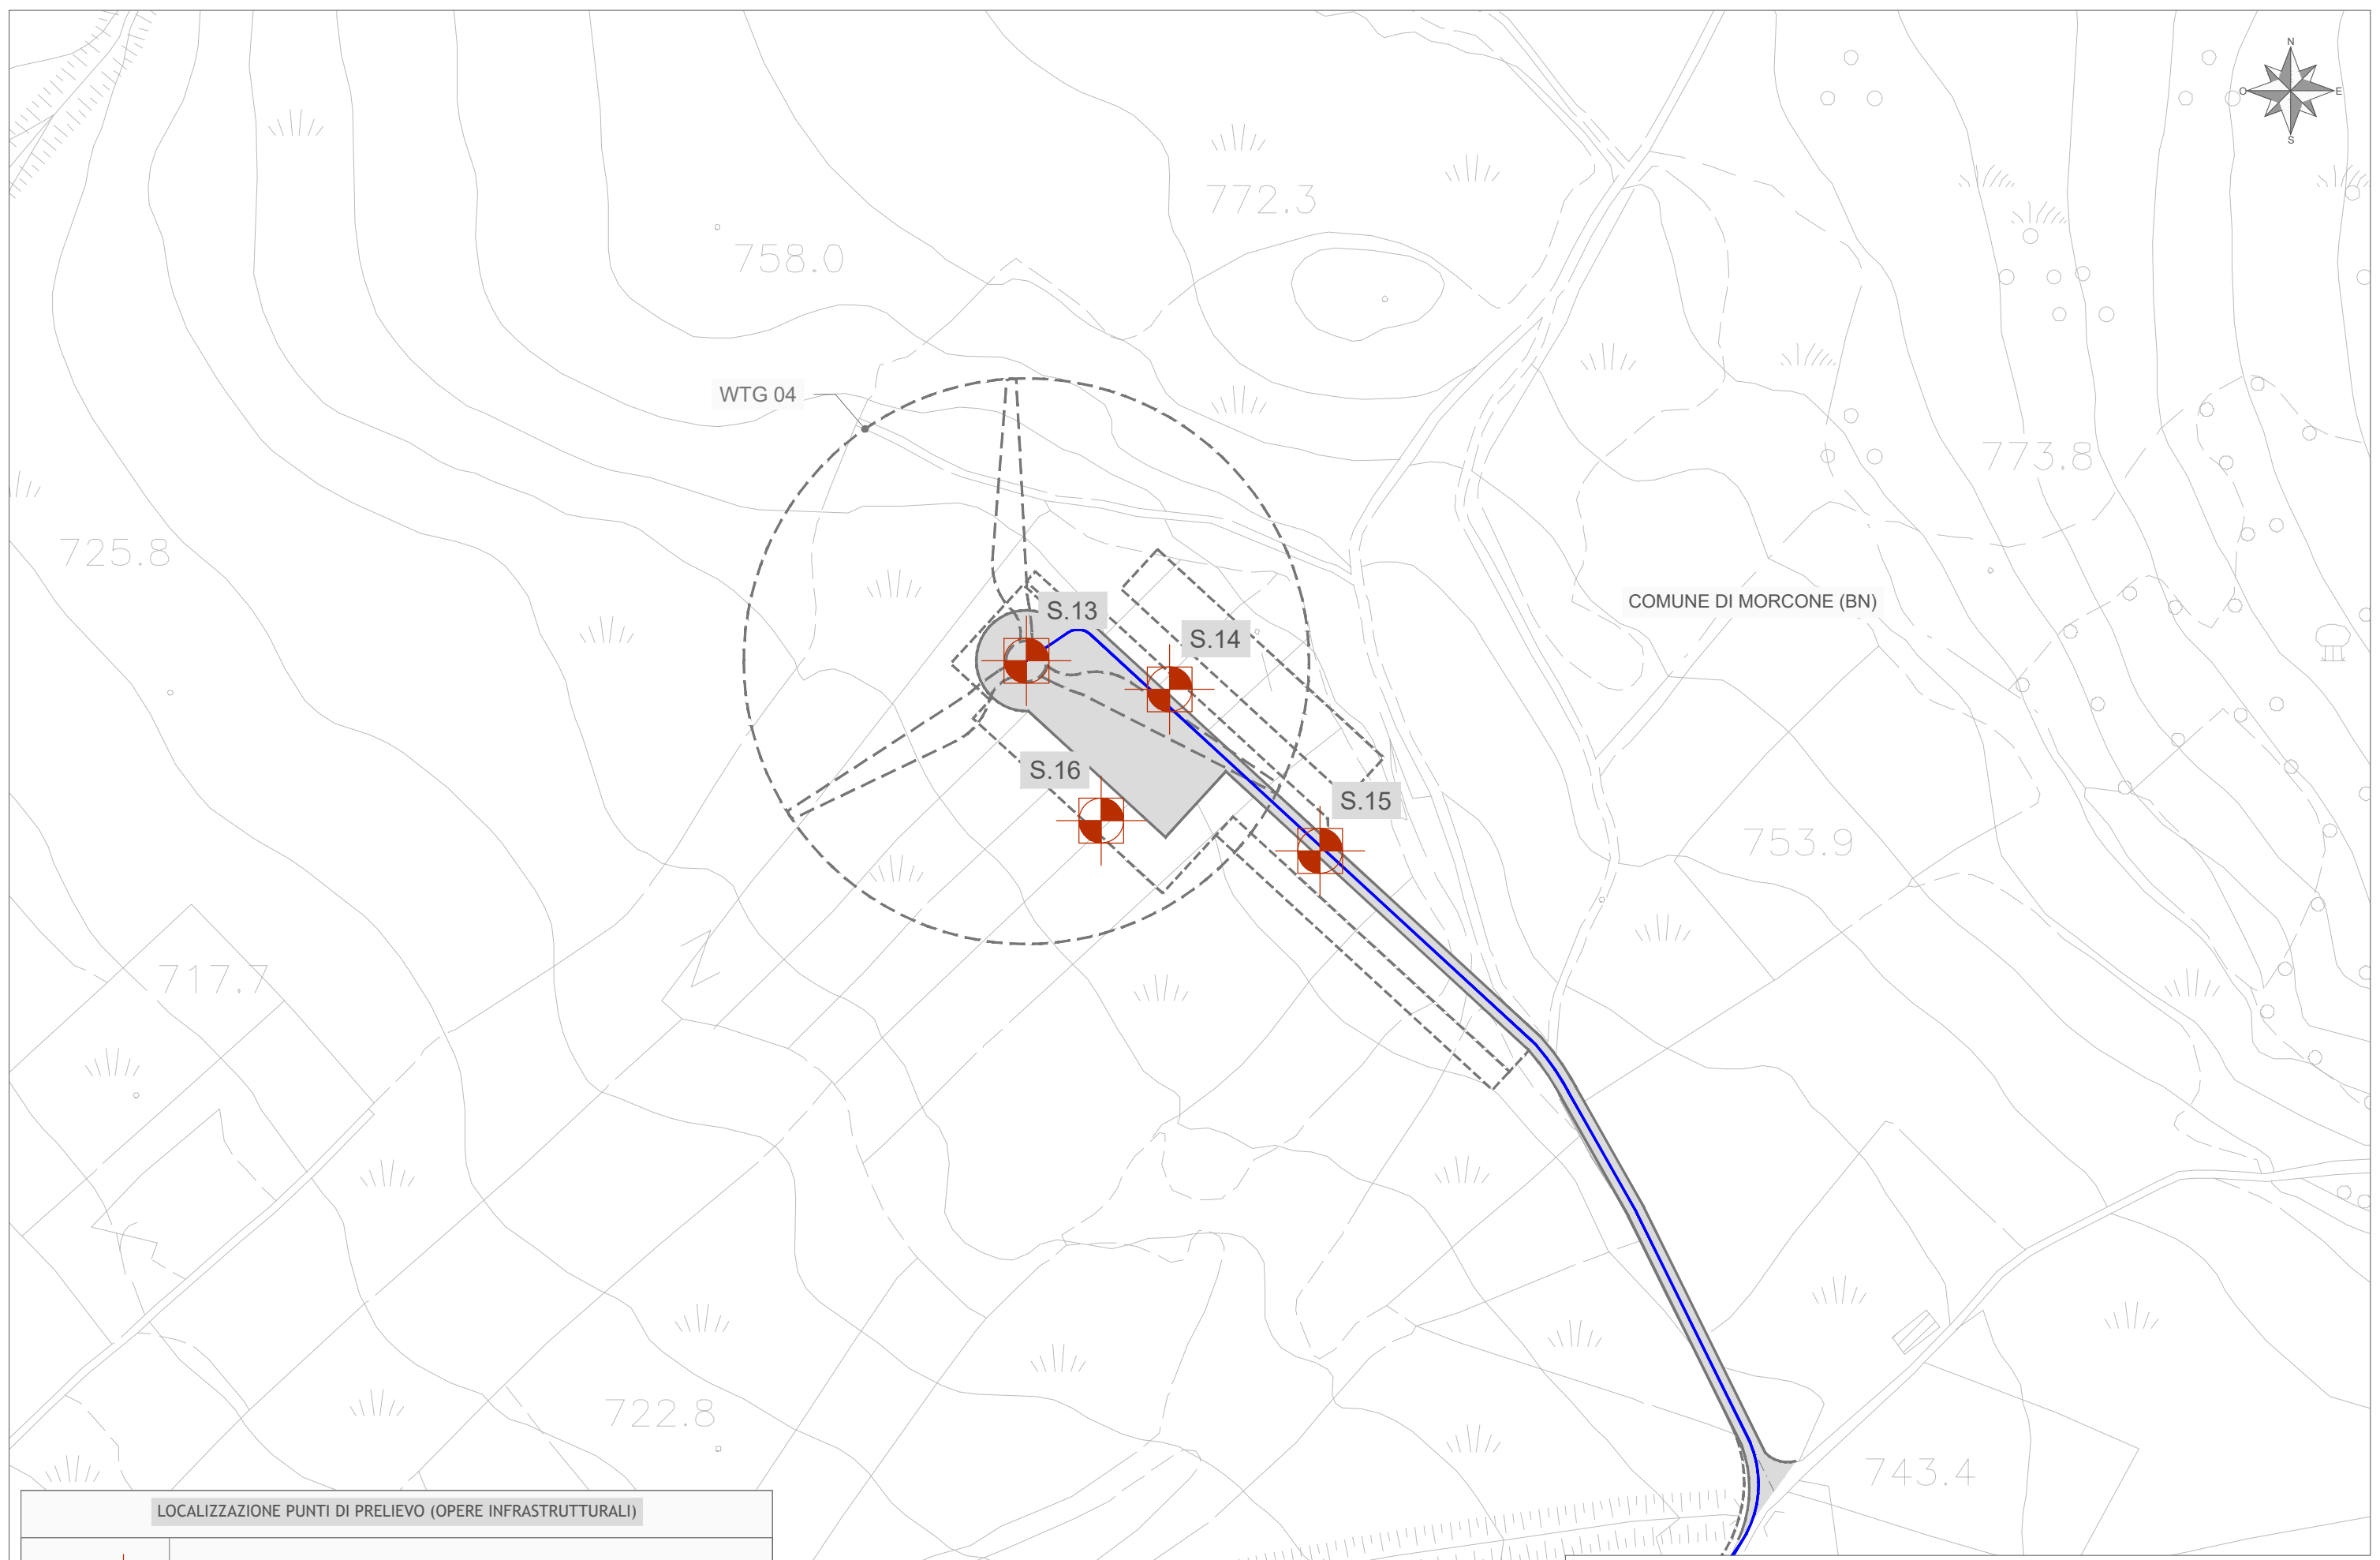 N
O E
S
772.3
758.0
WTG 04
773.8
725.8
COMUNE DI MORCONE (BN)
S.13
S.14
S.16
S.15
753.9
717.7
722.8
743.4
LOCALIZZAZIONE PUNTI DI PRELIEVO (OPERE INFRASTRUTTURALI)